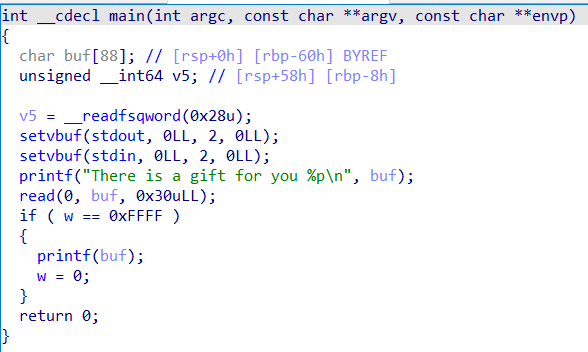 int __cdecl main(int argc, const char **argv, const char **envp)
{
  char buf[88]; // [rsp+0h] [rbp-60h] BYREF
  unsigned __int64 v5; // [rsp+58h] [rbp-8h]

  v5 = __readfsqword(0x28u);
  setvbuf(stdout, 0LL, 2, 0LL);
  setvbuf(stdin, 0LL, 2, 0LL);
  printf("There is a gift for you %p\n", buf);
  read(0, buf, 0x30uLL);
  if ( w == 0xFFFF )
  {
    printf(buf);
    w = 0;
  }
  return 0;
}